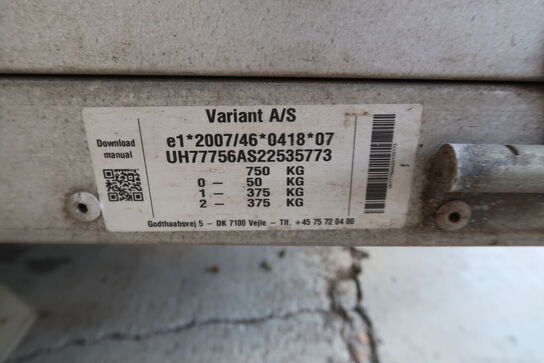 Variant A/S
Download
manual
e1*2007/46*0418*07
UH77756AS22535773
750 KG
0 – 50 KG
1 – 375 KG
2 – 375 KG
Godthaabsvej 5 – DK 7100 Vejle – Tlf. +45 75 72 04 00